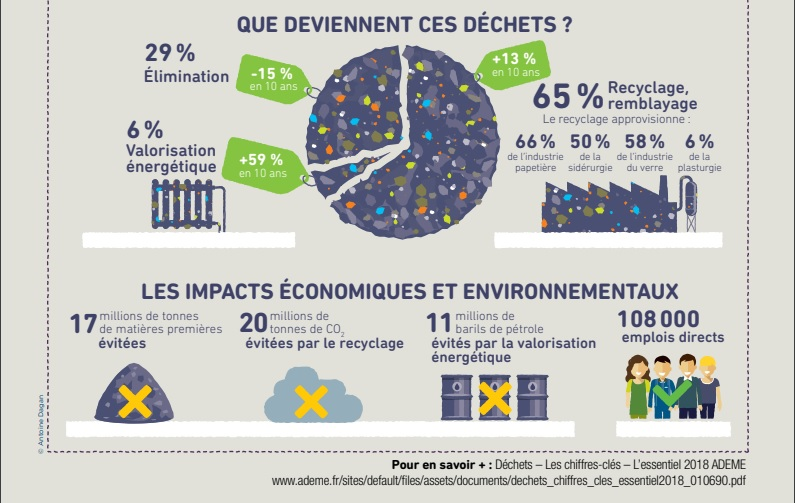 QUE DEVIENNENT CES DÉCHETS ?
29 %
Élimination
-15 %
en 10 ans
+13 %
en 10 ans
65 % Recyclage,
remblayage
Le recyclage approvisionne :
66 % 50 % 58 % 6 %
de l'industrie de la de l'industrie de la
papetière sidérurgie du verre plasturgie
6 %
Valorisation
énergétique
+59 %
en 10 ans
LES IMPACTS ÉCONOMIQUES ET ENVIRONNEMENTAUX
17 millions de tonnes
de matières premières
évitées
20 millions de
tonnes de CO2
évitées par le recyclage
11 millions de
barils de pétrole
évités par la valorisation
énergétique
108 000
emplois directs
© Antoine Dagan
Pour en savoir + : Déchets – Les chiffres-clés – L'essentiel 2018 ADEME
www.ademe.fr/sites/default/files/assets/documents/dechets_chiffres_cles_essentiel2018_010690.pdf